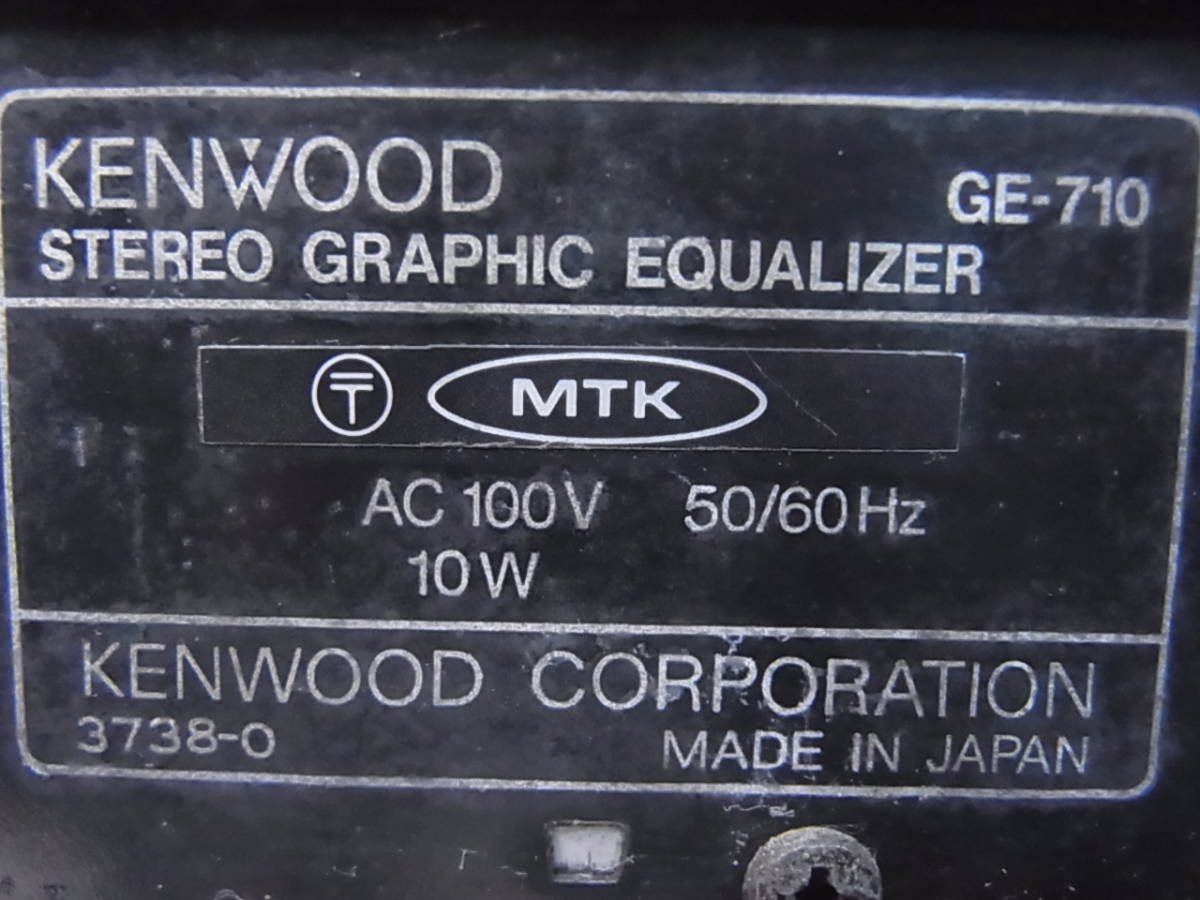 KENWOOD GE-710
STEREO GRAPHIC EQUALIZER
〶 MTK
AC 100V 50/60Hz
10W
KENWOOD CORPORATION
3738-0 MADE IN JAPAN